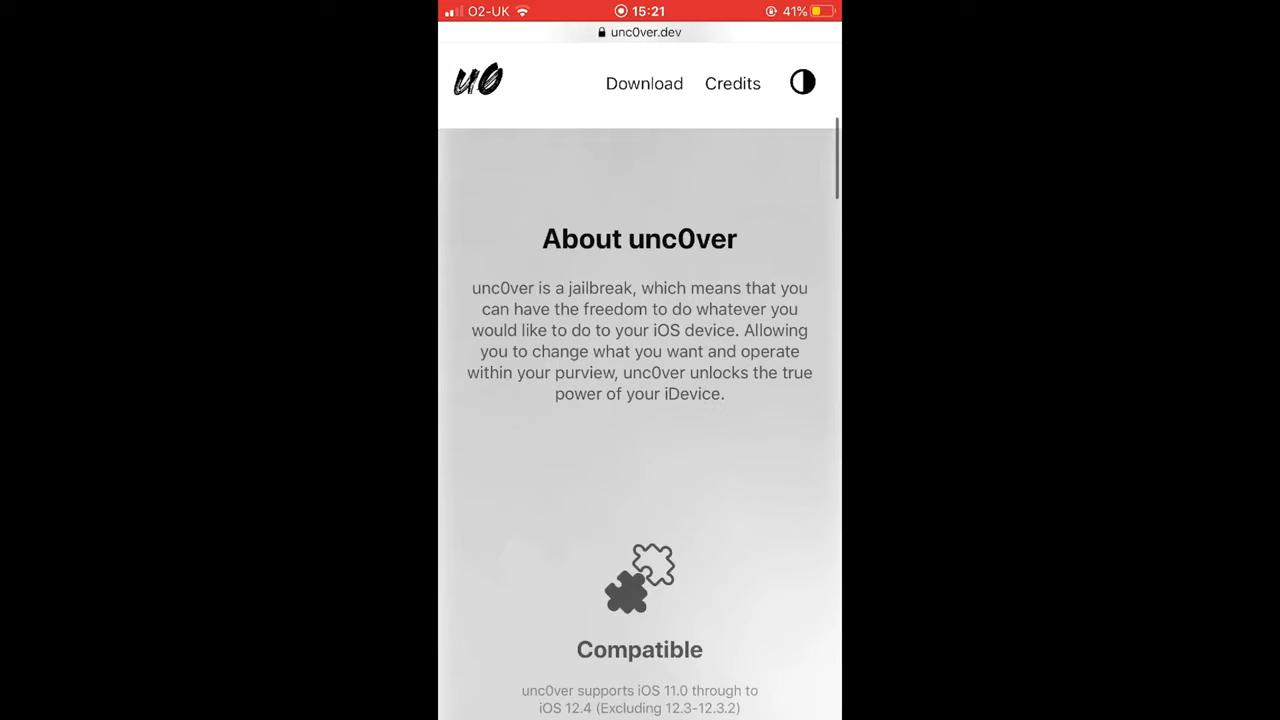 O2-UK 15:21 41%
unc0ver.dev
u0 Download Credits
About unc0ver
unc0ver is a jailbreak, which means that you
can have the freedom to do whatever you
would like to do to your iOS device. Allowing
you to change what you want and operate
within your purview, unc0ver unlocks the true
power of your iDevice.
Compatible
unc0ver supports iOS 11.0 through to
iOS 12.4 (Excluding 12.3-12.3.2)